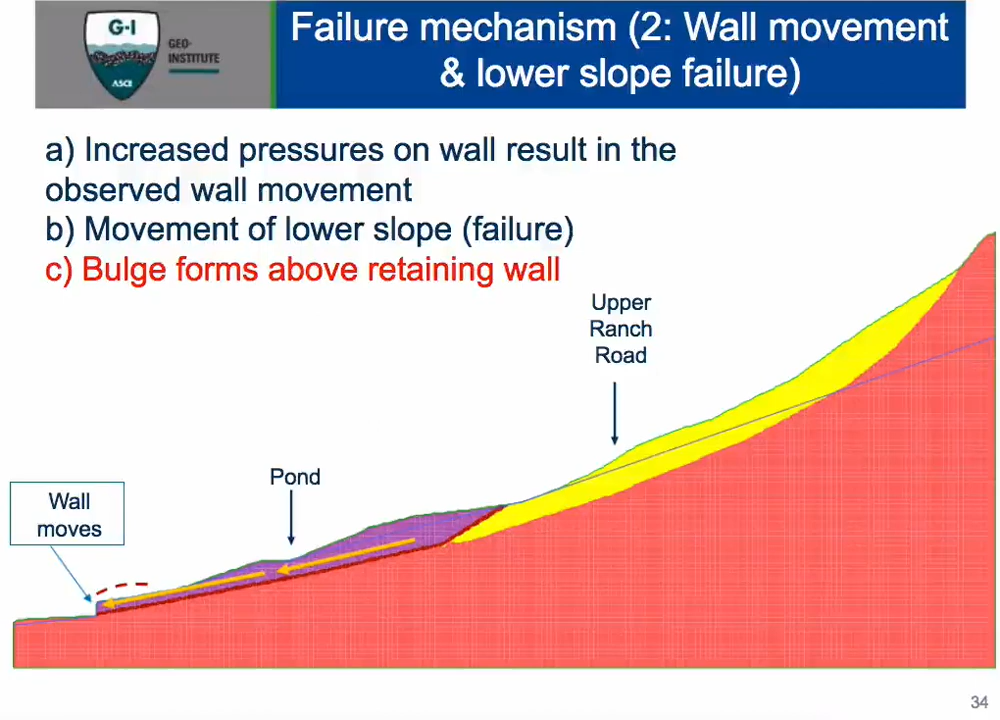 G-I
GEO-
INSTITUTE
ASCE
Failure mechanism (2: Wall movement
& lower slope failure)
a) Increased pressures on wall result in the
observed wall movement
b) Movement of lower slope (failure)
c) Bulge forms above retaining wall
Upper
Ranch
Road
Pond
Wall
moves
34